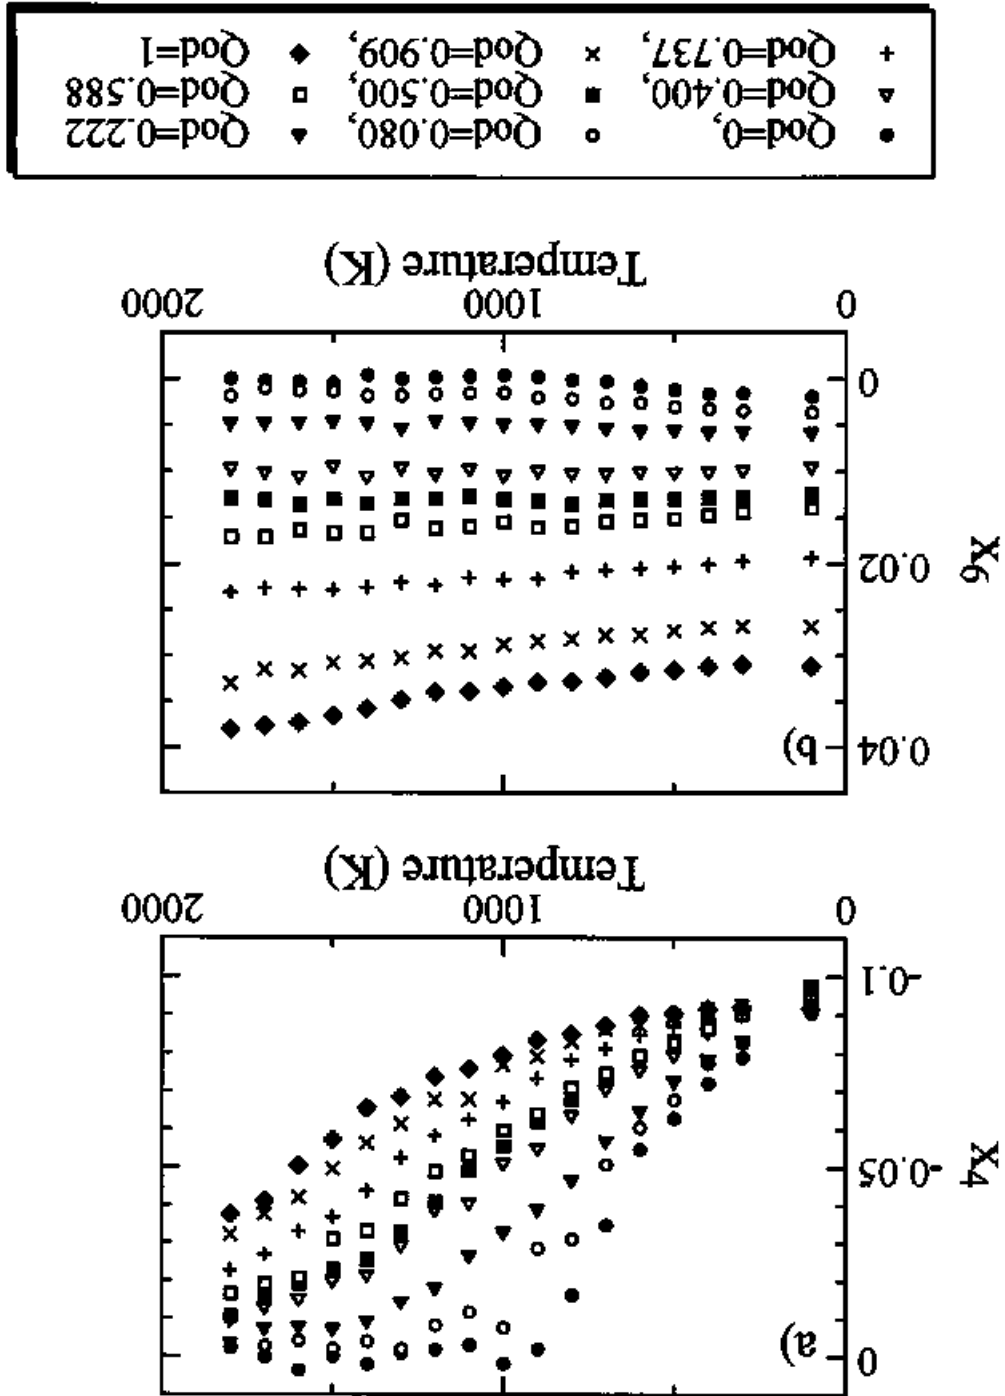 a)
0
X4
-0.05
-0.1
0 1000 2000
Temperature (K)
b)
0.04
X6
0.02
0
0 1000 2000
Temperature (K)
Qod=0, Qod=0.080, Qod=0.222
Qod=0.400, Qod=0.500, Qod=0.588
Qod=0.737, Qod=0.909, Qod=1